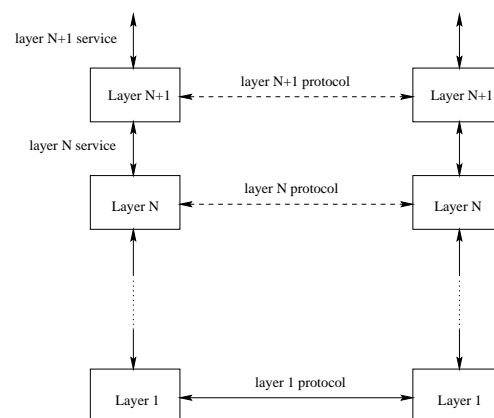 layer N+1 service
Layer N+1
layer N+1 protocol
Layer N+1
layer N service
Layer N
layer N protocol
Layer N
Layer 1
layer 1 protocol
Layer 1